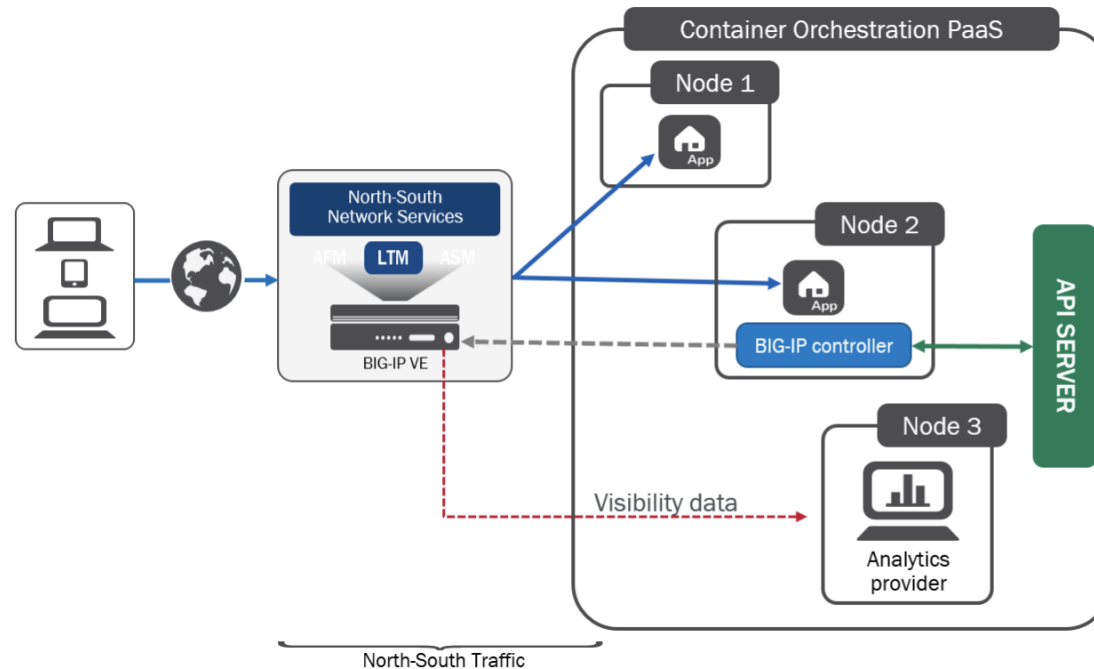 Container Orchestration PaaS
Node 1
App
North-South
Network Services
AFM LTM ASM
BIG-IP VE
Node 2
App
BIG-IP controller
API SERVER
Node 3
Visibility data
Analytics
provider
North-South Traffic